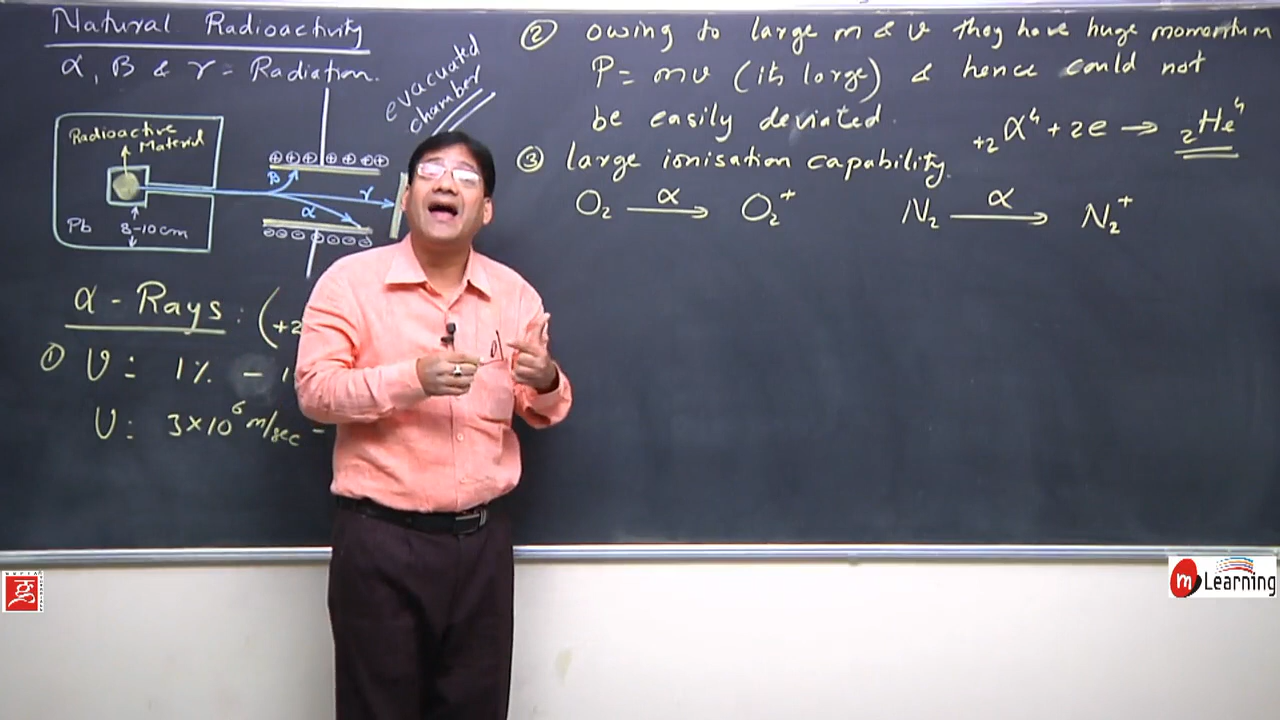 Natural Radioactivity
α, β & γ = Radiation.
evacuated
chamber
Radioactive
Material
Pb
8-10cm
⊕ ⊕ ⊕ ⊕ ⊕ ⊕ ⊕
β
γ
α
⊖ ⊖ ⊖ ⊖ ⊖ ⊖ ⊖
α - Rays : (+2
① v : 1% - 1
v : 3×10⁶ m/sec -
② owing to large m & v they have huge momentum
P = mv (its large) & hence could not
be easily deviated.
₊₂α⁴ + 2e → ₂He⁴
③ large ionisation capability.
O₂ —α→ O₂⁺ N₂ —α→ N₂⁺
m Learning